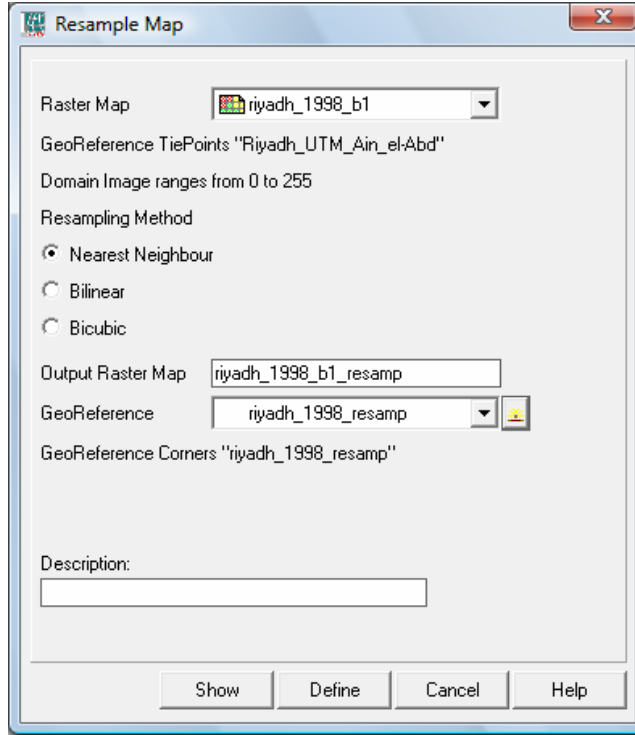 Resample Map
Raster Map riyadh_1998_b1
GeoReference TiePoints "Riyadh_UTM_Ain_el-Abd"
Domain Image ranges from 0 to 255
Resampling Method
Nearest Neighbour
Bilinear
Bicubic
Output Raster Map riyadh_1998_b1_resamp
GeoReference riyadh_1998_resamp
GeoReference Corners "riyadh_1998_resamp"
Description:
Show Define Cancel Help